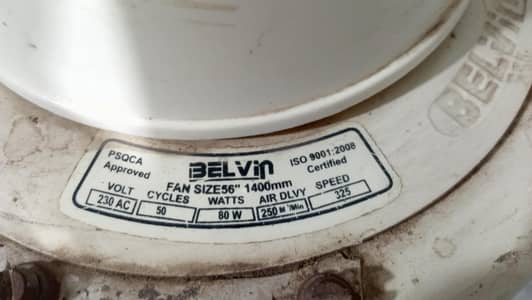 PSQCA
Approved
BELVin
ISO 9001:2008
Certified
FAN SIZE56" 1400mm
VOLT CYCLES WATTS AIR DLVY SPEED
230 AC 50 80 W 250 M³/Min 325
BELVin